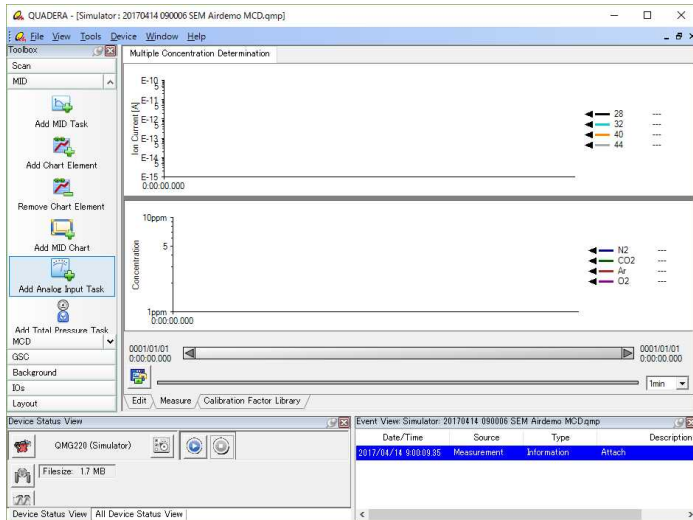 QUADERA - [Simulator : 20170414 090006 SEM Airdemo MCD.qmp]
File View Tools Device Window Help
Toolbox
Scan
MID
Add MID Task
Add Chart Element
Remove Chart Element
Add MID Chart
Add Analog Input Task
Add Total Pressure Task
MCD
GSC
Background
IOs
Layout
Multiple Concentration Determination
Ion Current [A]
E-10
5
E-11
5
E-12
5
E-13
5
E-14
5
E-15
0:00:00.000
28 ---
32 ---
40 ---
44 ---
Concentration
10ppm
5
1ppm
0:00:00.000
N2 ---
CO2 ---
Ar ---
O2 ---
0001/01/01
0:00:00.000
0001/01/01
0:00:00.000
1min
Edit Measure Calibration Factor Library
Device Status View
QMG220 (Simulator)
Filesize: 1.7 MB
Device Status View All Device Status View
Event View: Simulator: 20170414 090006 SEM Airdemo MCD.qmp
Date/Time Source Type Description
2017/04/14 9:00:09.35 Measurement Information Attach